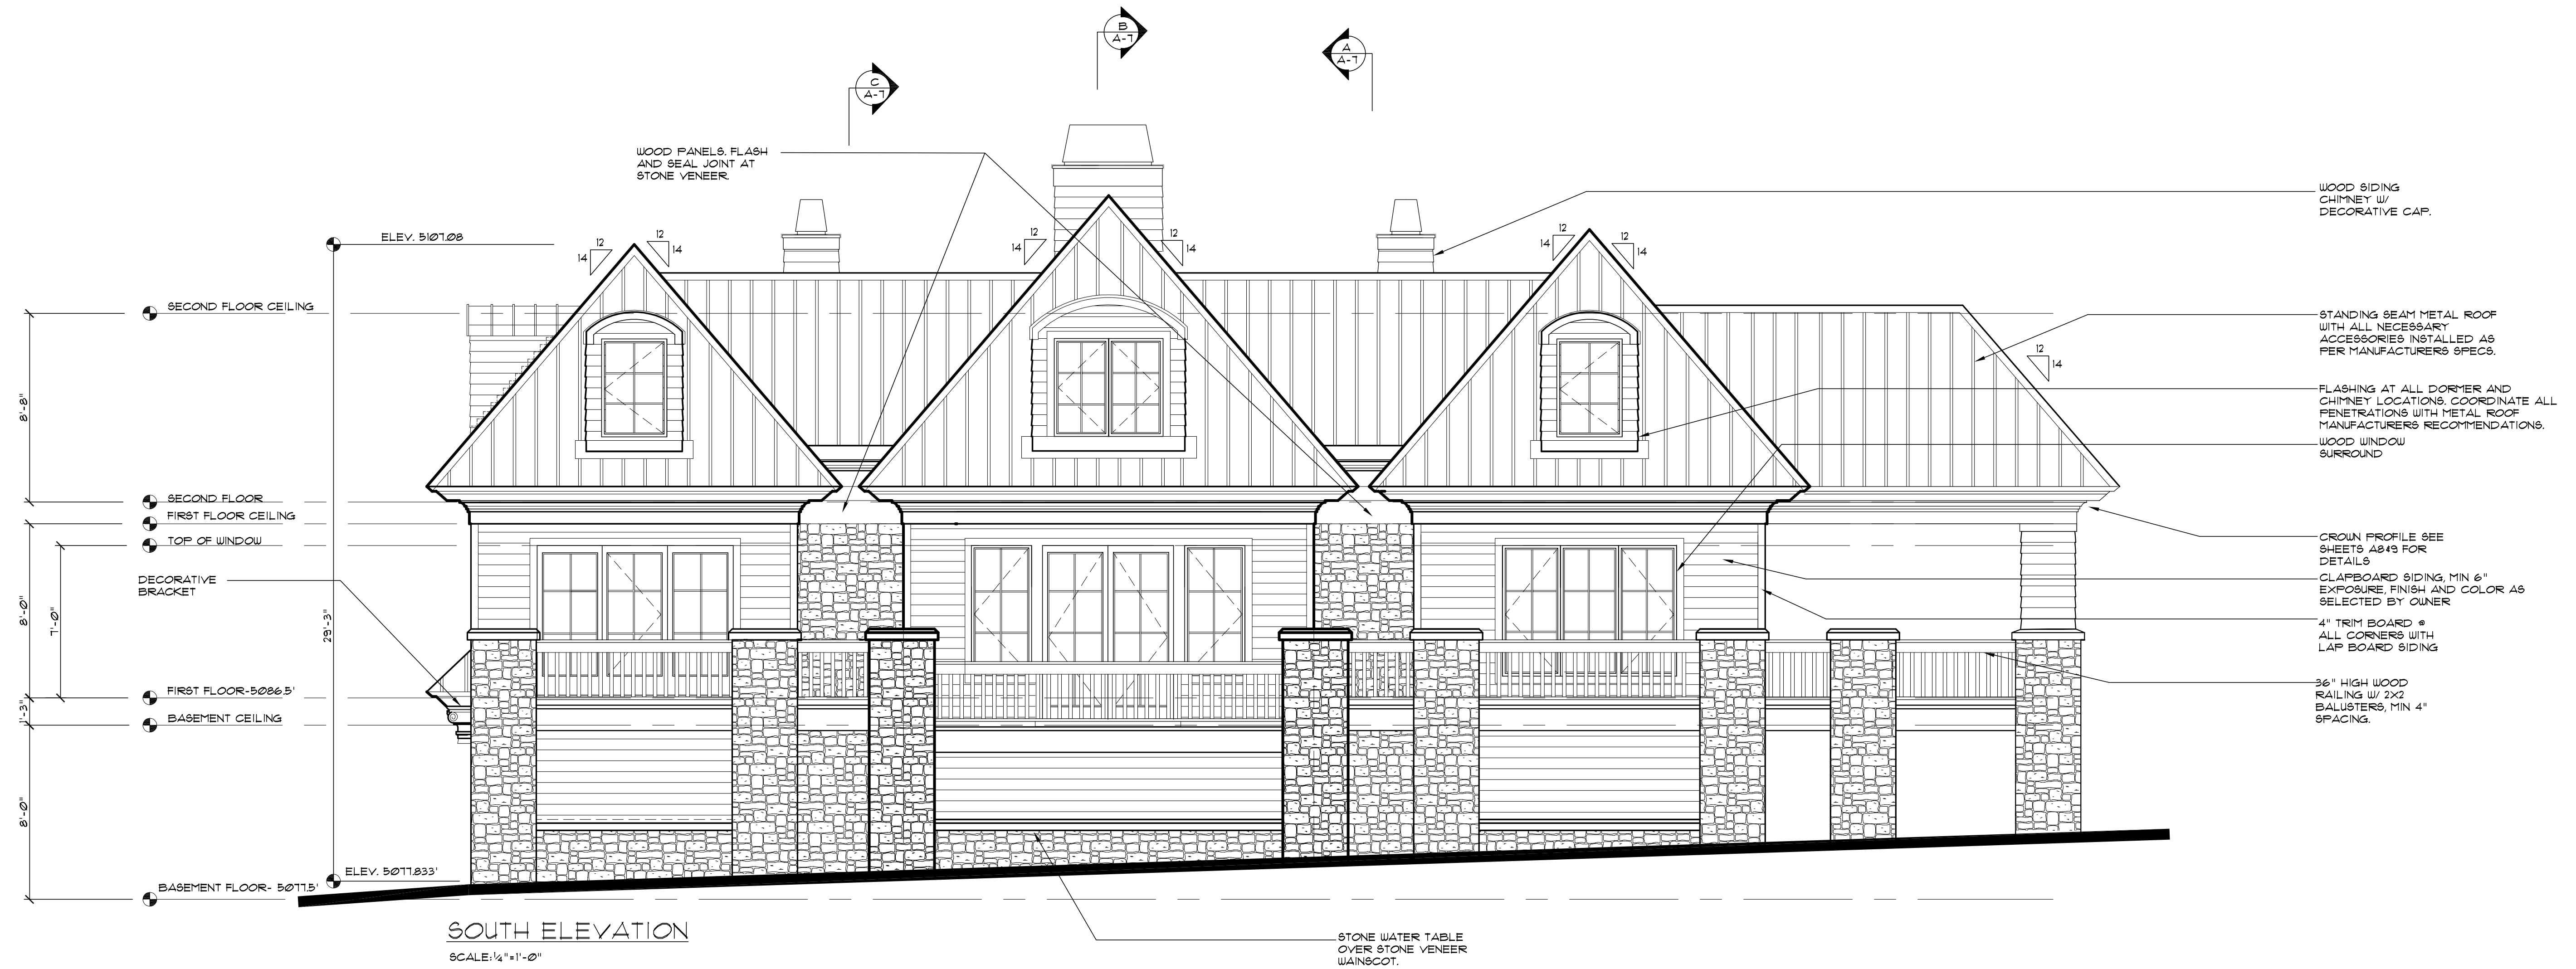 B
A-7
A
A-7
C
A-7
WOOD PANELS. FLASH
AND SEAL JOINT AT
STONE VENEER.
WOOD SIDING
CHIMNEY W/
DECORATIVE CAP.
ELEV. 5107.08
12
14
12
14
12
14
12
14
12
14
12
14
SECOND FLOOR CEILING
STANDING SEAM METAL ROOF
WITH ALL NECESSARY
ACCESSORIES INSTALLED AS
PER MANUFACTURERS SPECS.
12
14
8'-8"
FLASHING AT ALL DORMER AND
CHIMNEY LOCATIONS. COORDINATE ALL
PENETRATIONS WITH METAL ROOF
MANUFACTURERS RECOMMENDATIONS.
WOOD WINDOW
SURROUND
SECOND FLOOR
FIRST FLOOR CEILING
TOP OF WINDOW
CROWN PROFILE SEE
SHEETS A8&9 FOR
DETAILS
DECORATIVE
BRACKET
CLAPBOARD SIDING, MIN 6"
EXPOSURE, FINISH AND COLOR AS
SELECTED BY OWNER
8'-0"
7'-0"
29'-3"
4" TRIM BOARD @
ALL CORNERS WITH
LAP BOARD SIDING
FIRST FLOOR-5086.5'
36" HIGH WOOD
RAILING W/ 2X2
BALUSTERS, MIN 4"
SPACING.
1'-3"
BASEMENT CEILING
8'-0"
ELEV. 5077.833'
BASEMENT FLOOR- 5077.5'
SOUTH ELEVATION
SCALE:¼"=1'-0"
STONE WATER TABLE
OVER STONE VENEER
WAINSCOT.